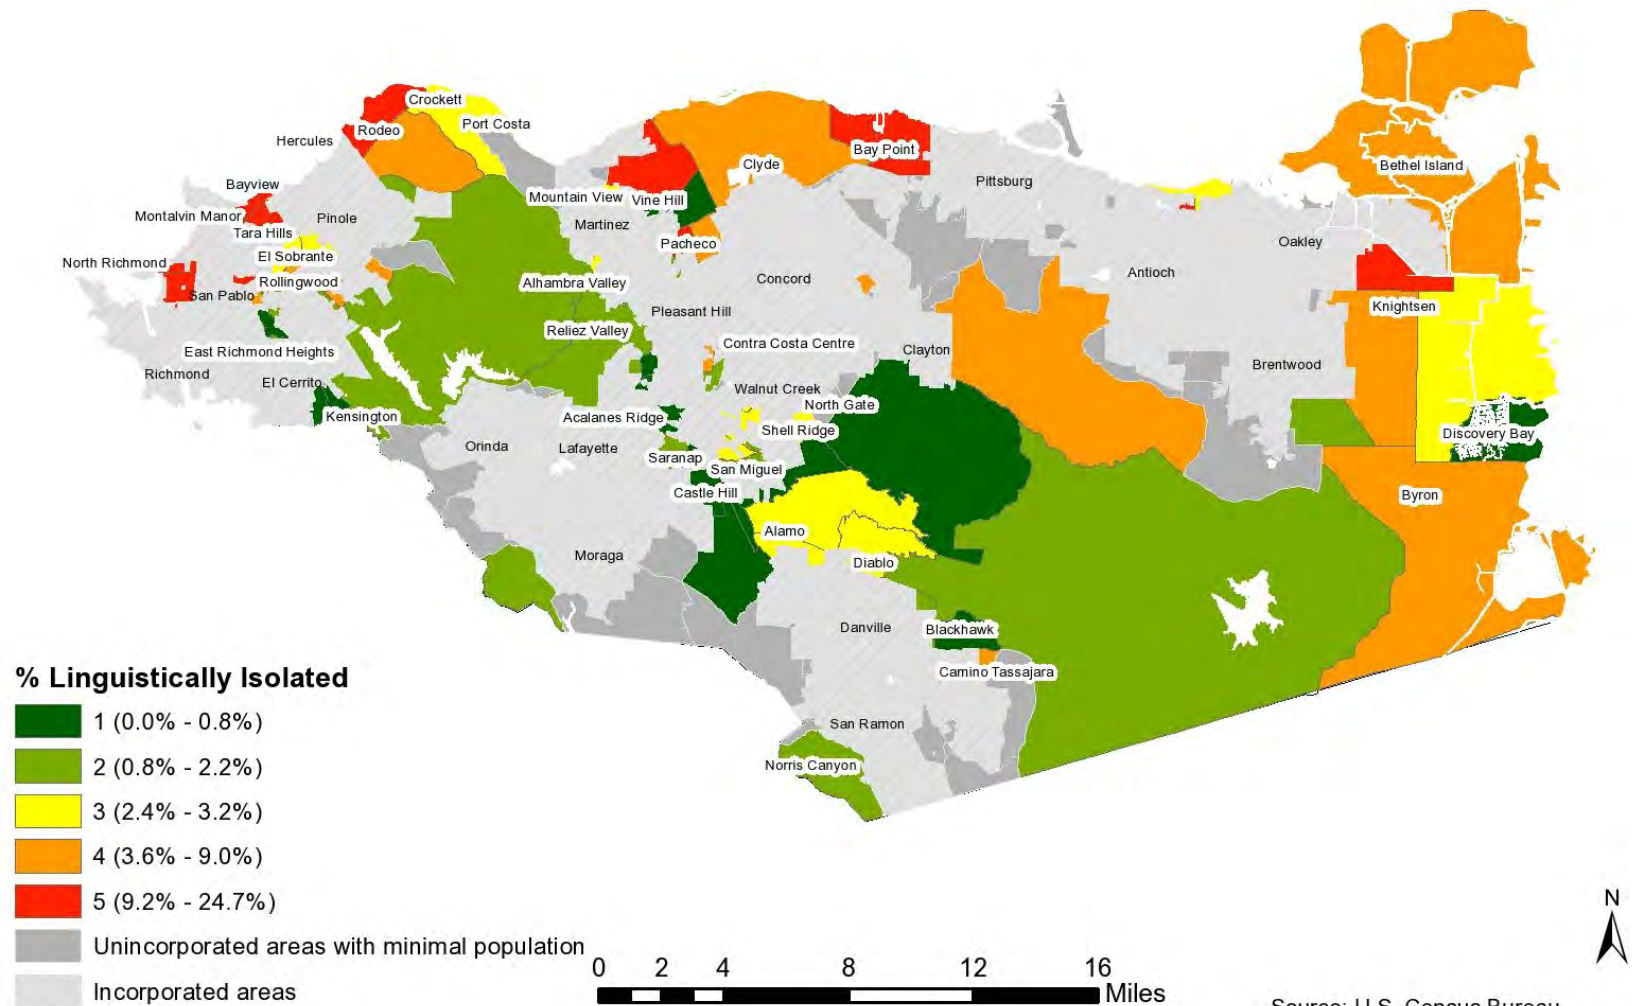 Crockett
Port Costa
Rodeo
Hercules
Bay Point
Clyde
Bethel Island
Pittsburg
Bayview
Mountain View
Vine Hill
Montalvin Manor
Pinole
Martinez
Tara Hills
Pacheco
Oakley
El Sobrante
North Richmond
Antioch
Concord
Rollingwood
Alhambra Valley
San Pablo
Knightsen
Pleasant Hill
Reliez Valley
Contra Costa Centre
East Richmond Heights
Clayton
Brentwood
Richmond
El Cerrito
Walnut Creek
North Gate
Kensington
Acalanes Ridge
Shell Ridge
Discovery Bay
Orinda
Lafayette
Saranap
San Miguel
Castle Hill
Byron
Alamo
Moraga
Diablo
Danville
Blackhawk
Camino Tassajara
San Ramon
Norris Canyon
% Linguistically Isolated
1 (0.0% - 0.8%)
2 (0.8% - 2.2%)
3 (2.4% - 3.2%)
4 (3.6% - 9.0%)
5 (9.2% - 24.7%)
Unincorporated areas with minimal population
Incorporated areas
0 2 4 8 12 16
Miles
N
Source: U.S. Census Bureau